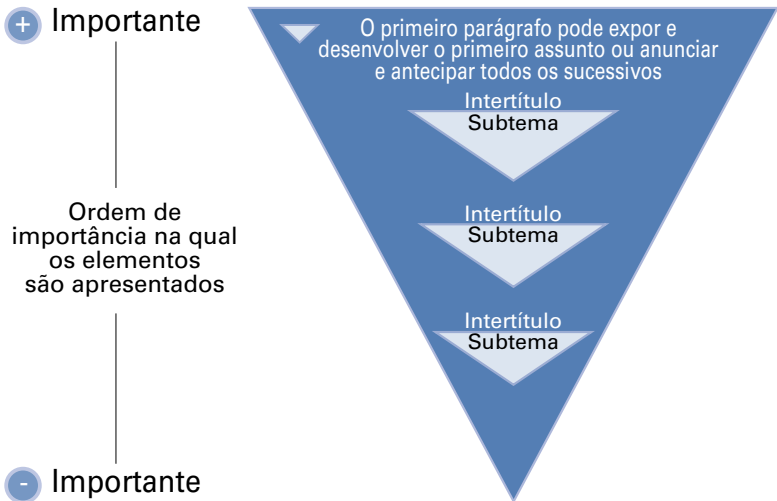 + Importante
O primeiro parágrafo pode expor e
desenvolver o primeiro assunto ou anunciar
e antecipar todos os sucessivos
Intertítulo
Subtema
Ordem de
importância na qual
os elementos
são apresentados
Intertítulo
Subtema
Intertítulo
Subtema
- Importante